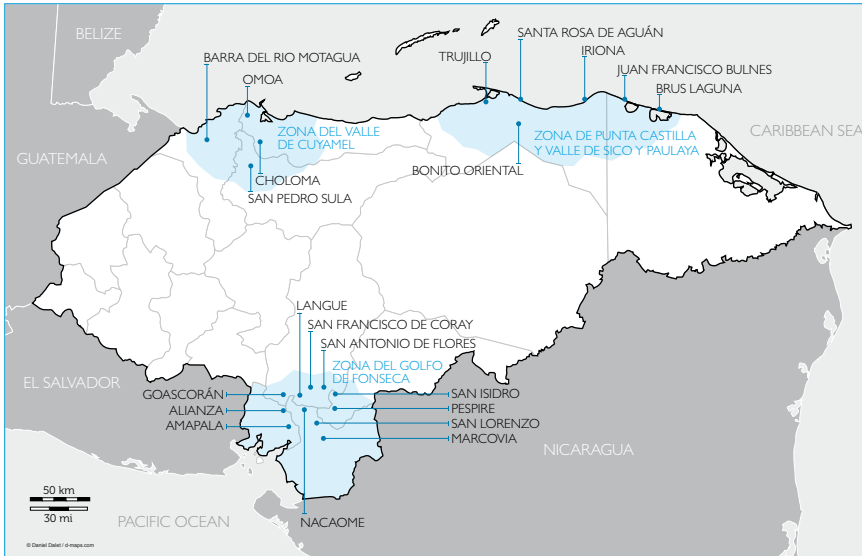 BELIZE
SANTA ROSA DE AGUÁN
IRIONA
BARRA DEL RIO MOTAGUA
TRUJILLO
JUAN FRANCISCO BULNES
OMOA
BRUS LAGUNA
ZONA DEL VALLE
DE CUYAMEL
ZONA DE PUNTA CASTILLA
Y VALLE DE SICO Y PAULAYA
CARIBBEAN SEA
GUATEMALA
CHOLOMA
BONITO ORIENTAL
SAN PEDRO SULA
LANGUE
SAN FRANCISCO DE CORAY
SAN ANTONIO DE FLORES
ZONA DEL GOLFO
DE FONSECA
EL SALVADOR
GOASCORÁN
SAN ISIDRO
ALIANZA
PESPIRE
AMAPALA
SAN LORENZO
MARCOVIA
NICARAGUA
50 km
30 mi
PACIFIC OCEAN
NACAOME
© Daniel Dalet / d-maps.com